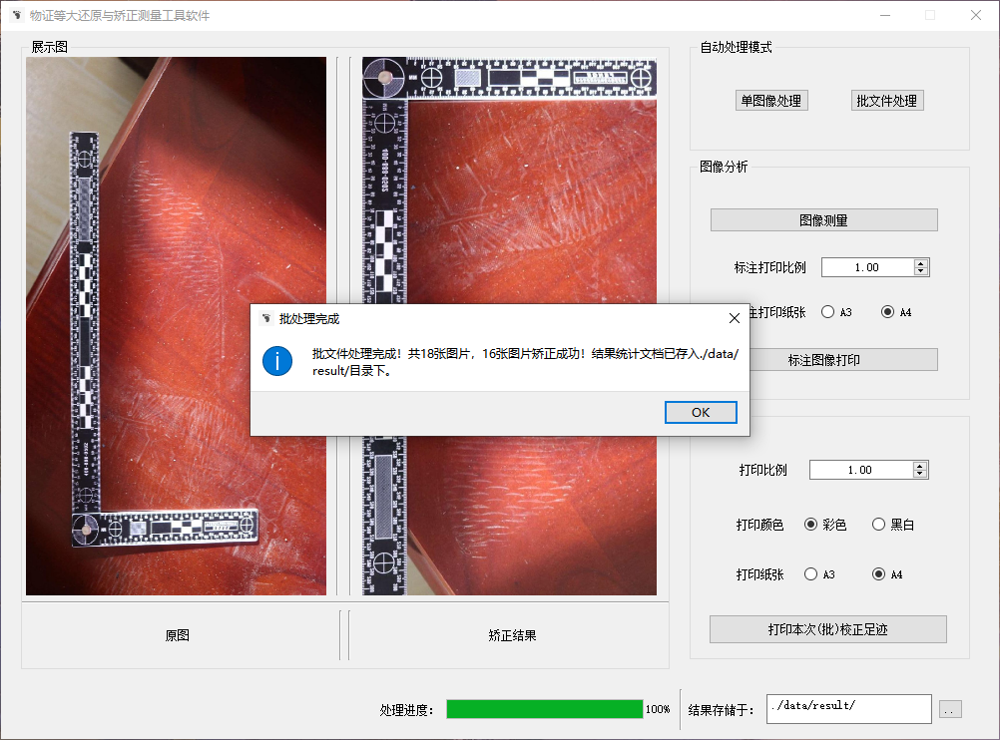 物证等大还原与矫正测量工具软件
展示图
自动处理模式
单图像处理
批文件处理
图像分析
图像测量
标注打印比例
1.00
注打印纸张
A3
A4
标注图像打印
批处理完成
批文件处理完成！共18张图片，16张图片矫正成功！结果统计文档已存入./data/
result/目录下。
OK
打印比例
1.00
打印颜色
彩色
黑白
打印纸张
A3
A4
打印本次(批)校正足迹
原图
矫正结果
处理进度：
100%
结果存储于：
./data/result/
..